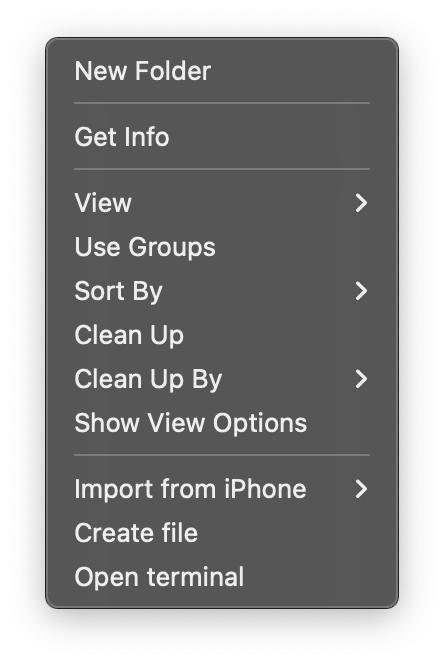 New Folder
Get Info
View
Use Groups
Sort By
Clean Up
Clean Up By
Show View Options
Import from iPhone
Create file
Open terminal